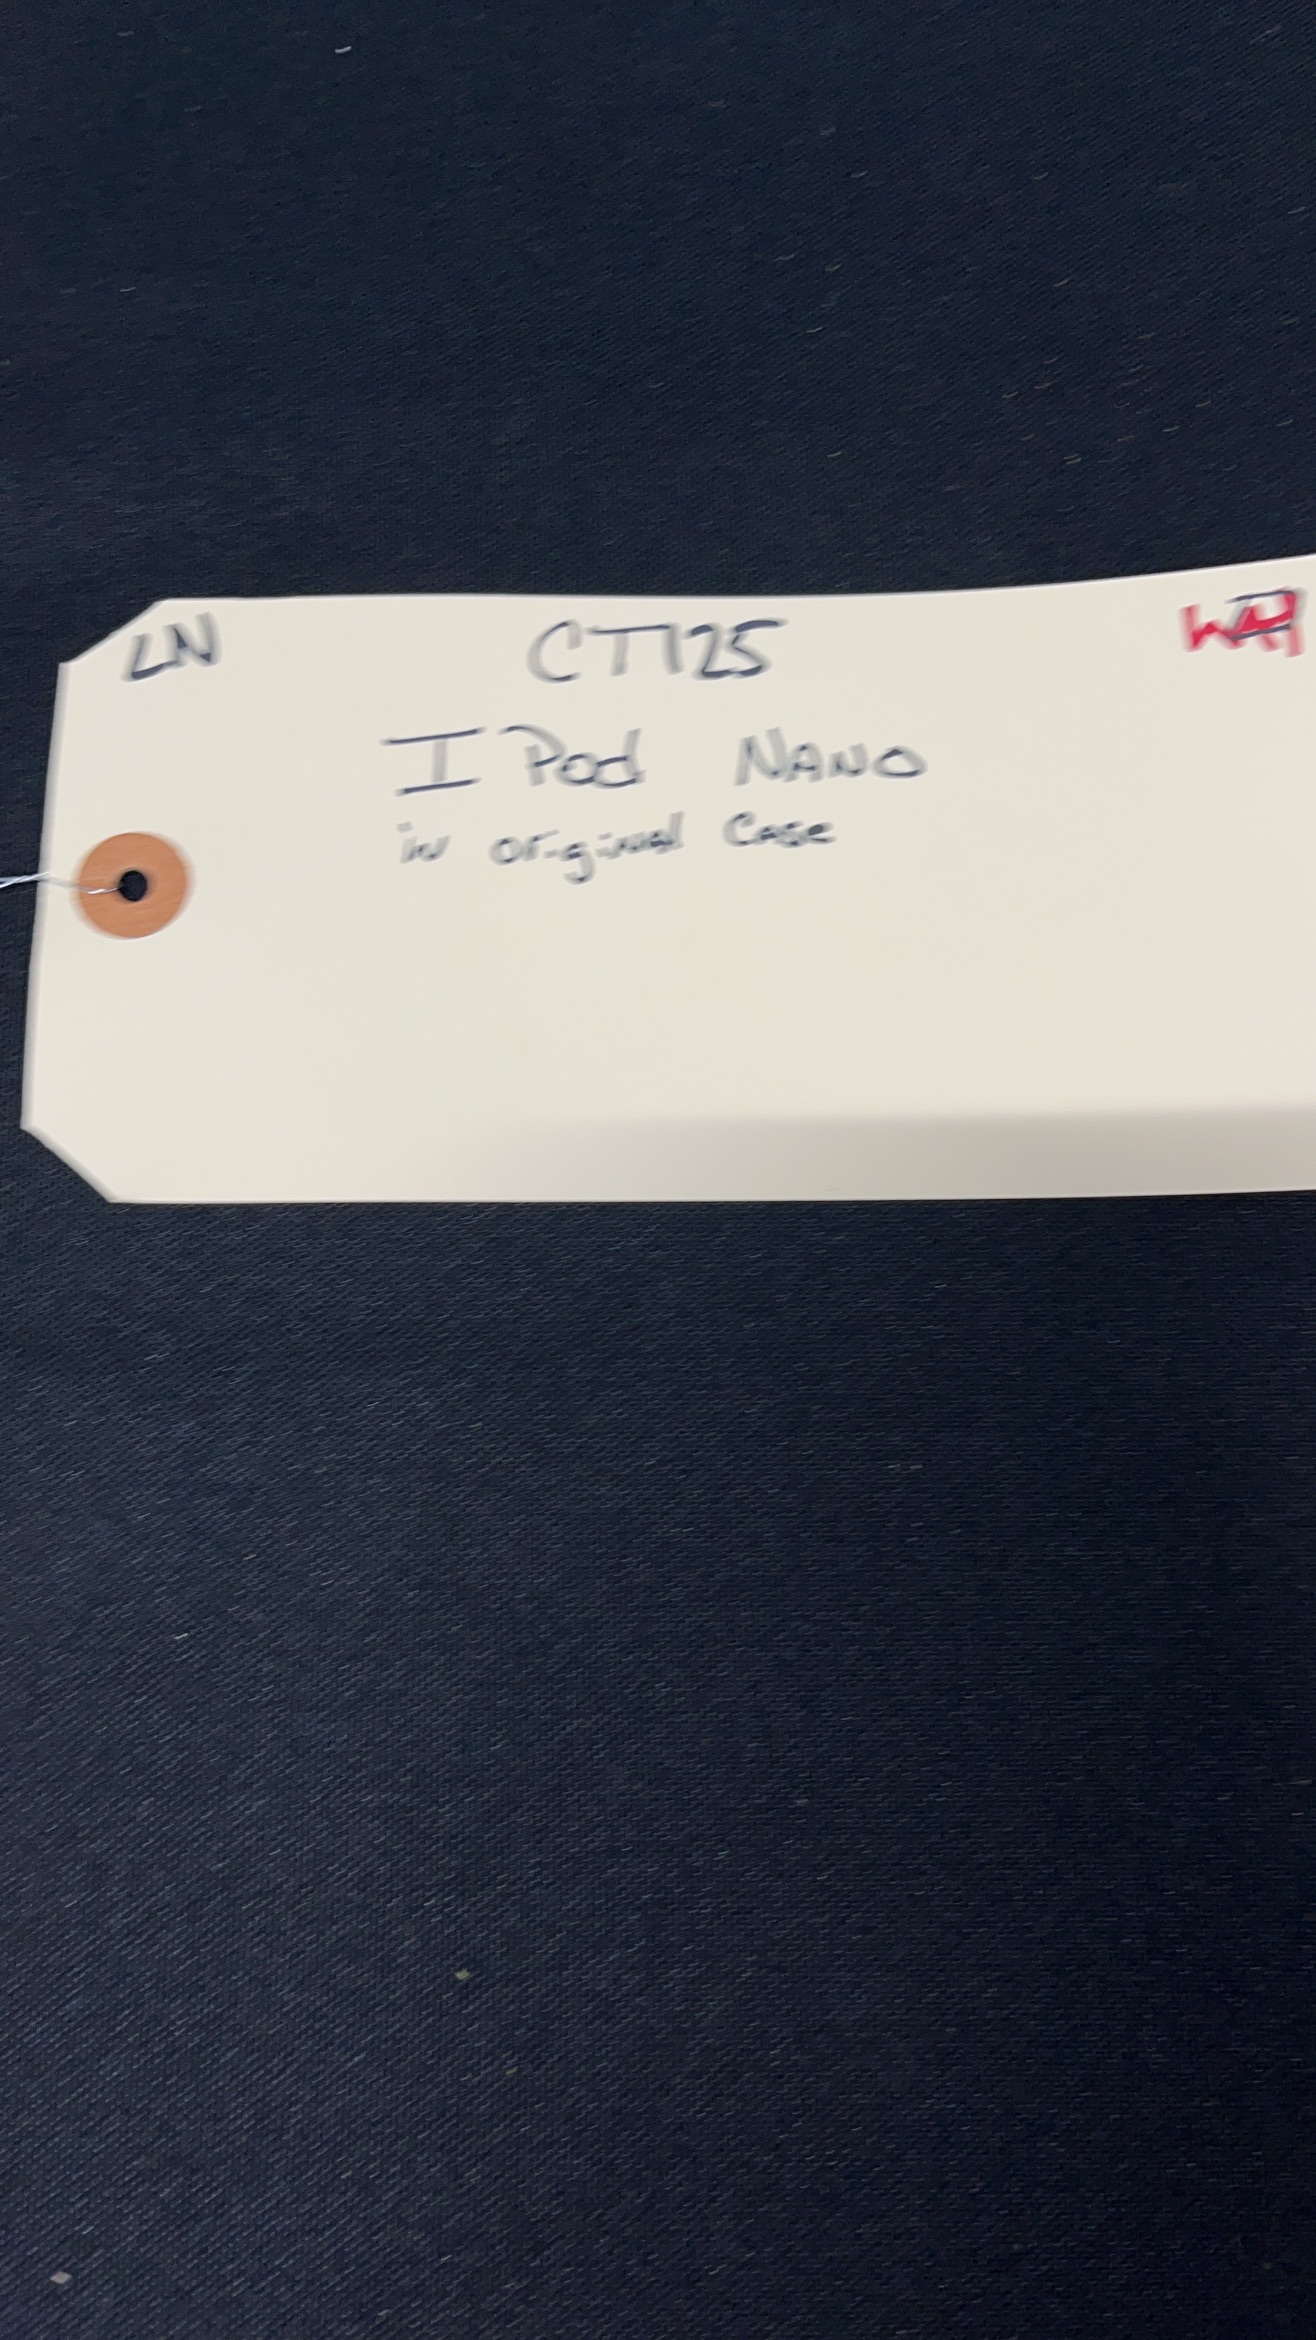 LN CT125
I Pod NANO
in original Case